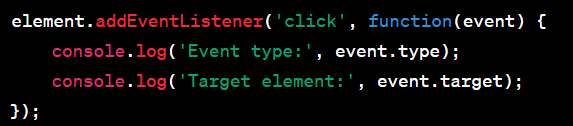 element.addEventListener('click', function(event) {
    console.log('Event type:', event.type);
    console.log('Target element:', event.target);
});